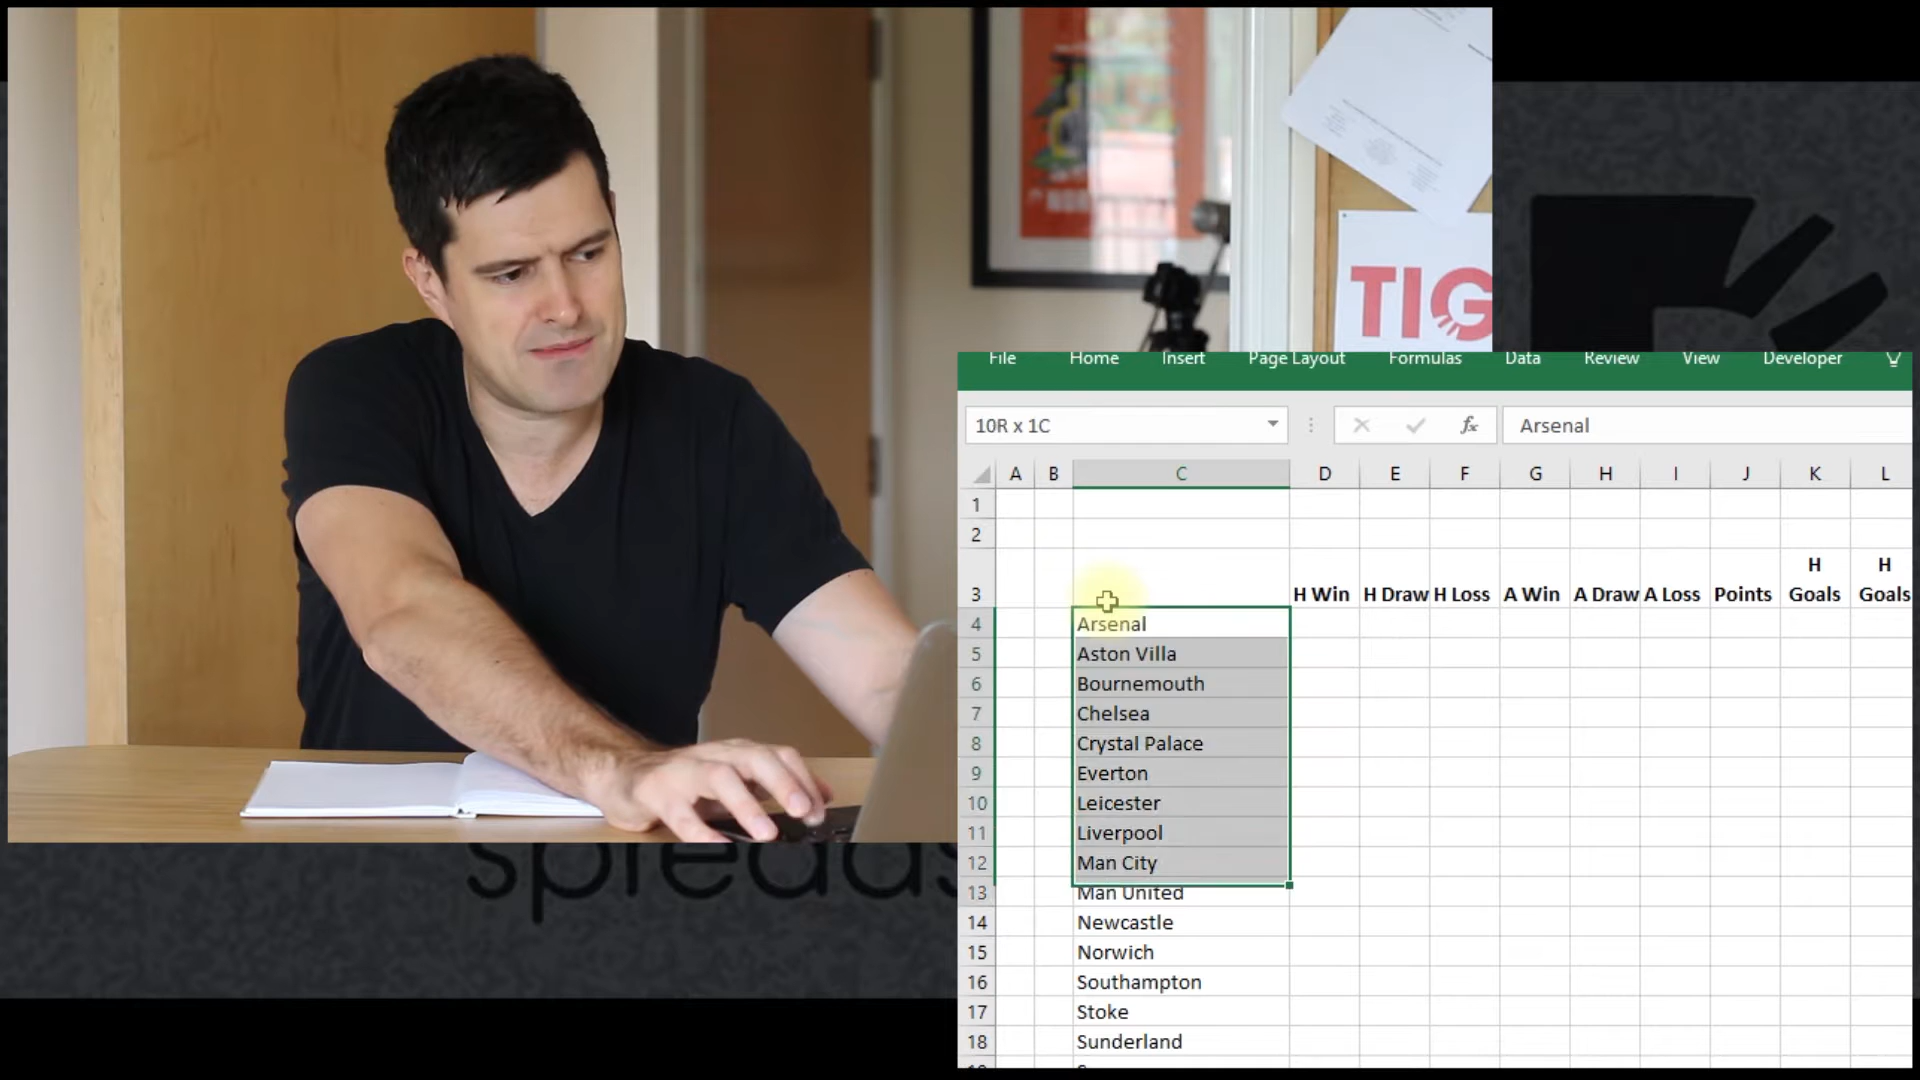 TIG
File Home Insert Page Layout Formulas Data Review View Developer
10R x 1C fx Arsenal
A B C D E F G H I J K L
1
2
3 H Win H Draw H Loss A Win A Draw A Loss Points H Goals H Goals
4 Arsenal
5 Aston Villa
6 Bournemouth
7 Chelsea
8 Crystal Palace
9 Everton
10 Leicester
11 Liverpool
12 Man City
13 Man United
14 Newcastle
15 Norwich
16 Southampton
17 Stoke
18 Sunderland
spreads